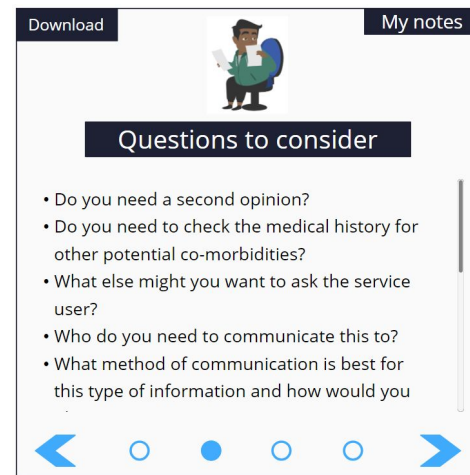 Download
My notes
Questions to consider
• Do you need a second opinion?
• Do you need to check the medical history for
other potential co-morbidities?
• What else might you want to ask the service
user?
• Who do you need to communicate this to?
• What method of communication is best for
this type of information and how would you